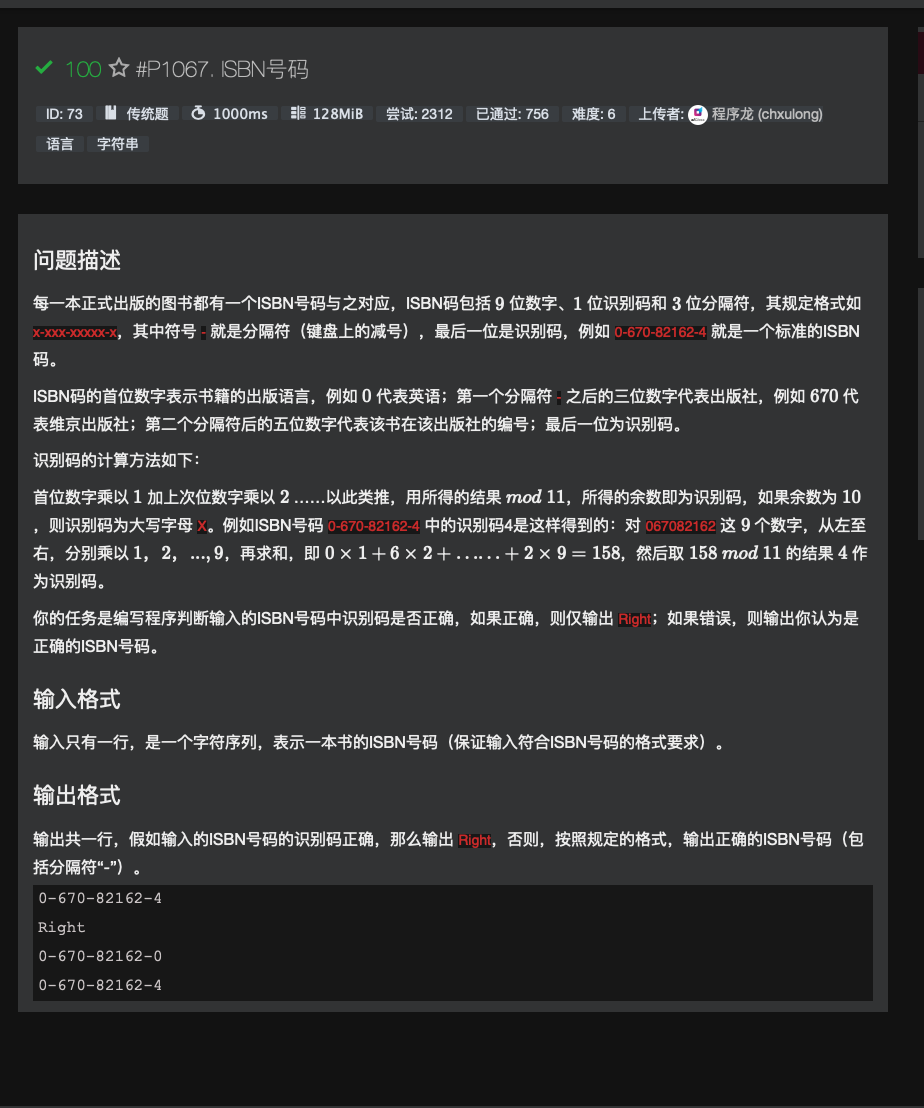 100 #P1067. ISBN号码
ID: 73 传统题 1000ms 128MiB 尝试: 2312 已通过: 756 难度: 6 上传者: 程序龙 (chxulong)
语言 字符串
问题描述
每一本正式出版的图书都有一个ISBN号码与之对应，ISBN码包括 9 位数字、1 位识别码和 3 位分隔符，其规定格式如
x-xxx-xxxxx-x，其中符号 - 就是分隔符（键盘上的减号），最后一位是识别码，例如 0-670-82162-4 就是一个标准的ISBN
码。
ISBN码的首位数字表示书籍的出版语言，例如 0 代表英语；第一个分隔符 - 之后的三位数字代表出版社，例如 670 代
表维京出版社；第二个分隔符后的五位数字代表该书在该出版社的编号；最后一位为识别码。
识别码的计算方法如下：
首位数字乘以 1 加上次位数字乘以 2 ……以此类推，用所得的结果 mod 11，所得的余数即为识别码，如果余数为 10
，则识别码为大写字母 X。例如ISBN号码 0-670-82162-4 中的识别码4是这样得到的：对 067082162 这 9 个数字，从左至
右，分别乘以 1，2，...,9，再求和，即 0 × 1 + 6 × 2 + …… + 2 × 9 = 158，然后取 158 mod 11 的结果 4 作
为识别码。
你的任务是编写程序判断输入的ISBN号码中识别码是否正确，如果正确，则仅输出 Right；如果错误，则输出你认为是
正确的ISBN号码。
输入格式
输入只有一行，是一个字符序列，表示一本书的ISBN号码（保证输入符合ISBN号码的格式要求）。
输出格式
输出共一行，假如输入的ISBN号码的识别码正确，那么输出 Right，否则，按照规定的格式，输出正确的ISBN号码（包
括分隔符“-”）。
0-670-82162-4
Right
0-670-82162-0
0-670-82162-4